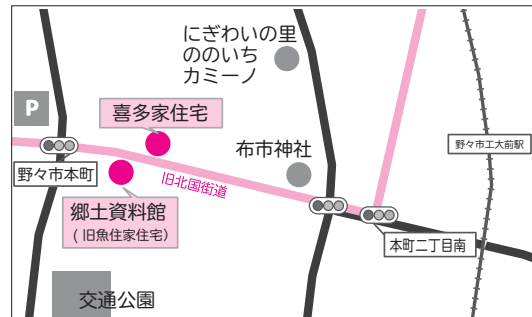 にぎわいの里
ののいち
カミーノ
P
喜多家住宅
野々市工大前駅
布市神社
野々市本町
旧北国街道
郷土資料館
(旧魚住家住宅)
本町二丁目南
交通公園